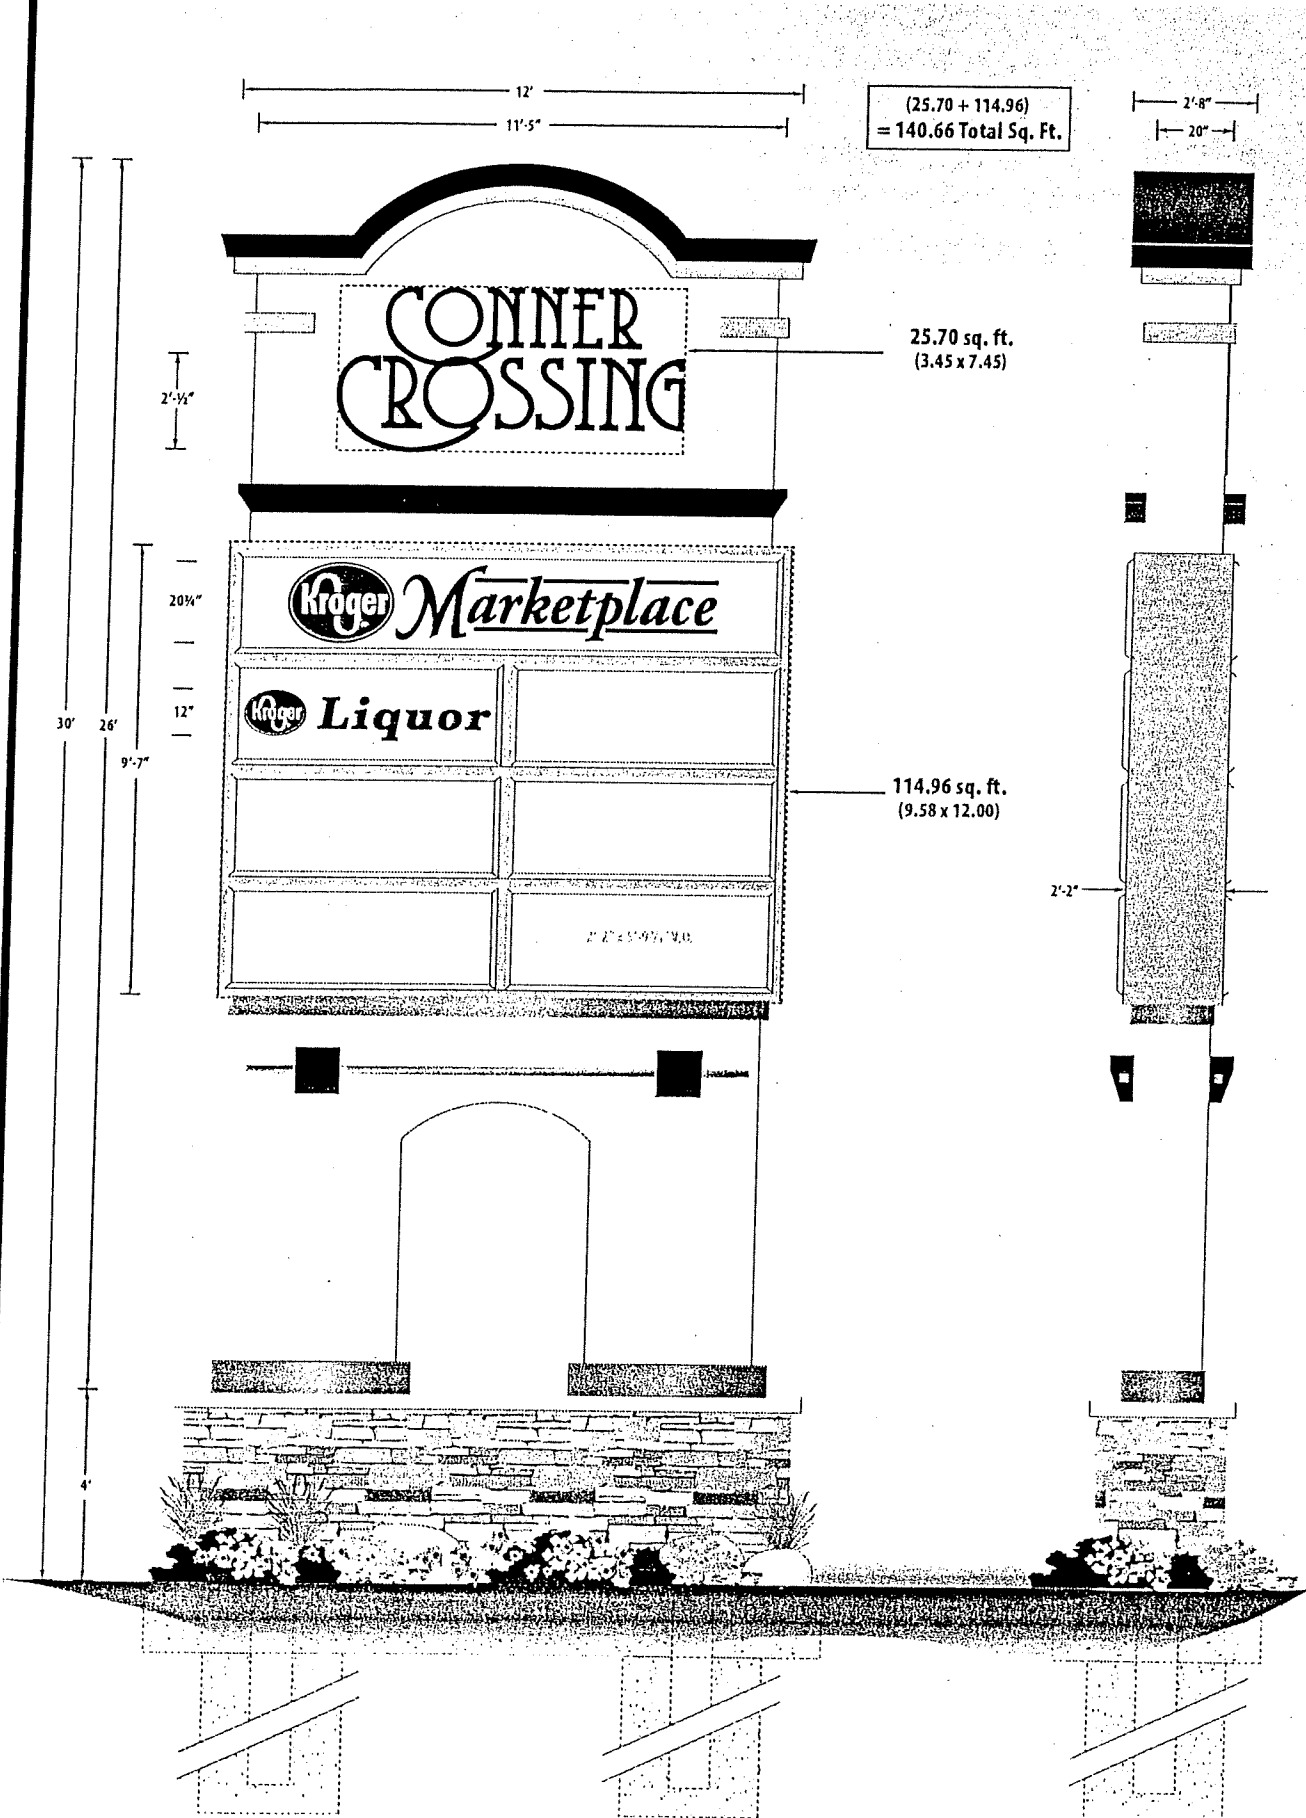 12'
11'-5"
(25.70 + 114.96)
= 140.66 Total Sq. Ft.
2'-8"
20"
CONNER
CROSSING
25.70 sq. ft.
(3.45 x 7.45)
2'-½"
Kroger Marketplace
20¾"
Kroger Liquor
12"
30'
26'
9'-7"
114.96 sq. ft.
(9.58 x 12.00)
2'-2"
4'